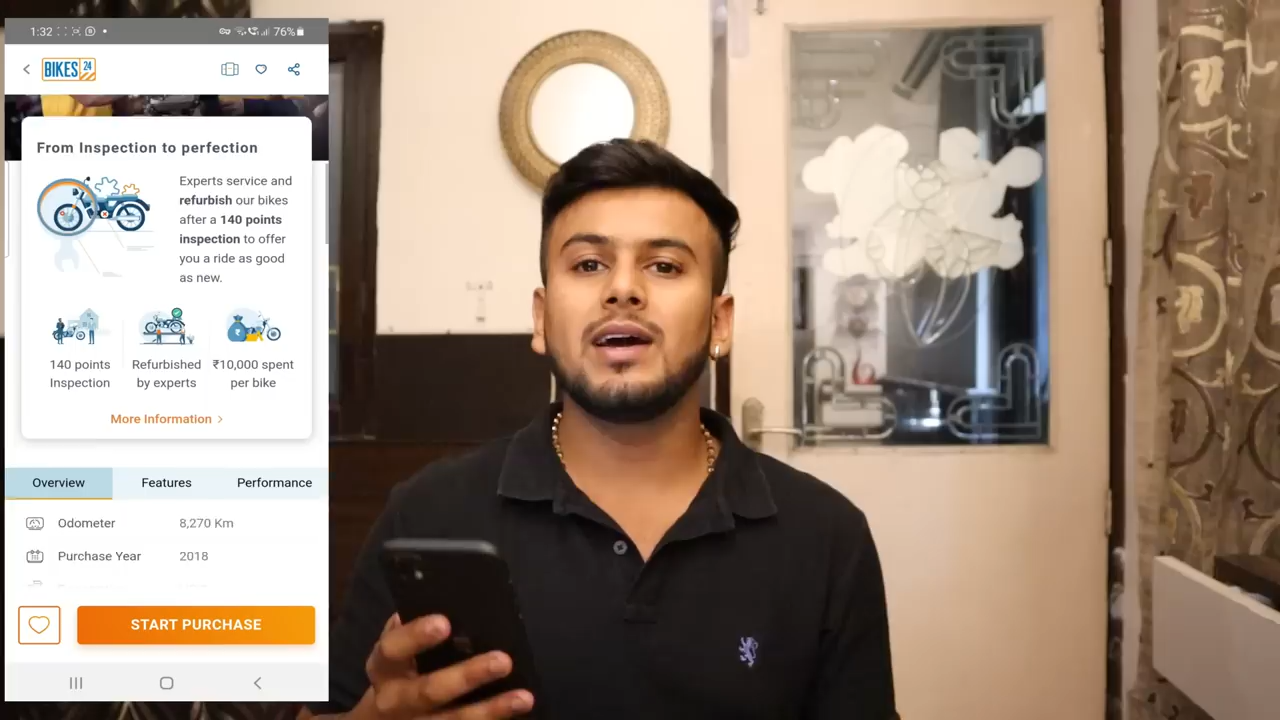 1:32
76%
BIKES 24
From Inspection to perfection
Experts service and
refurbish our bikes
after a 140 points
inspection to offer
you a ride as good
as new.
140 points
Inspection
Refurbished
by experts
₹10,000 spent
per bike
More Information >
Overview
Features
Performance
Odometer
8,270 Km
Purchase Year
2018
START PURCHASE